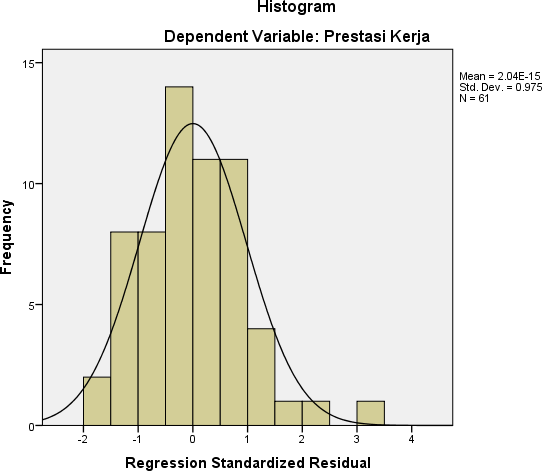 Histogram
Dependent Variable: Prestasi Kerja
Mean = 2.04E-15
Std. Dev. = 0.975
N = 61
Frequency
15
10
5
0
-2 -1 0 1 2 3 4
Regression Standardized Residual